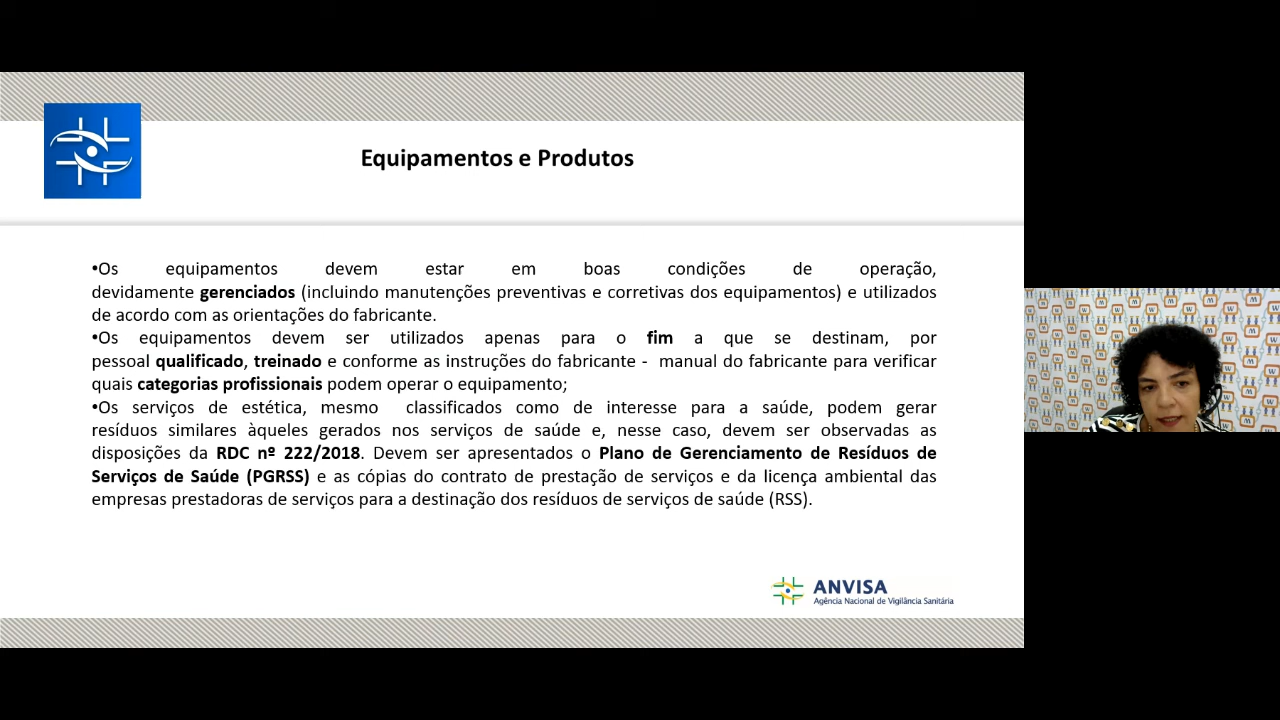 Equipamentos e Produtos
•Os equipamentos devem estar em boas condições de operação,
devidamente gerenciados (incluindo manutenções preventivas e corretivas dos equipamentos) e utilizados
de acordo com as orientações do fabricante.
•Os equipamentos devem ser utilizados apenas para o fim a que se destinam, por
pessoal qualificado, treinado e conforme as instruções do fabricante - manual do fabricante para verificar
quais categorias profissionais podem operar o equipamento;
•Os serviços de estética, mesmo classificados como de interesse para a saúde, podem gerar
resíduos similares àqueles gerados nos serviços de saúde e, nesse caso, devem ser observadas as
disposições da RDC nº 222/2018. Devem ser apresentados o Plano de Gerenciamento de Resíduos de
Serviços de Saúde (PGRSS) e as cópias do contrato de prestação de serviços e da licença ambiental das
empresas prestadoras de serviços para a destinação dos resíduos de serviços de saúde (RSS).
ANVISA
Agência Nacional de Vigilância Sanitária